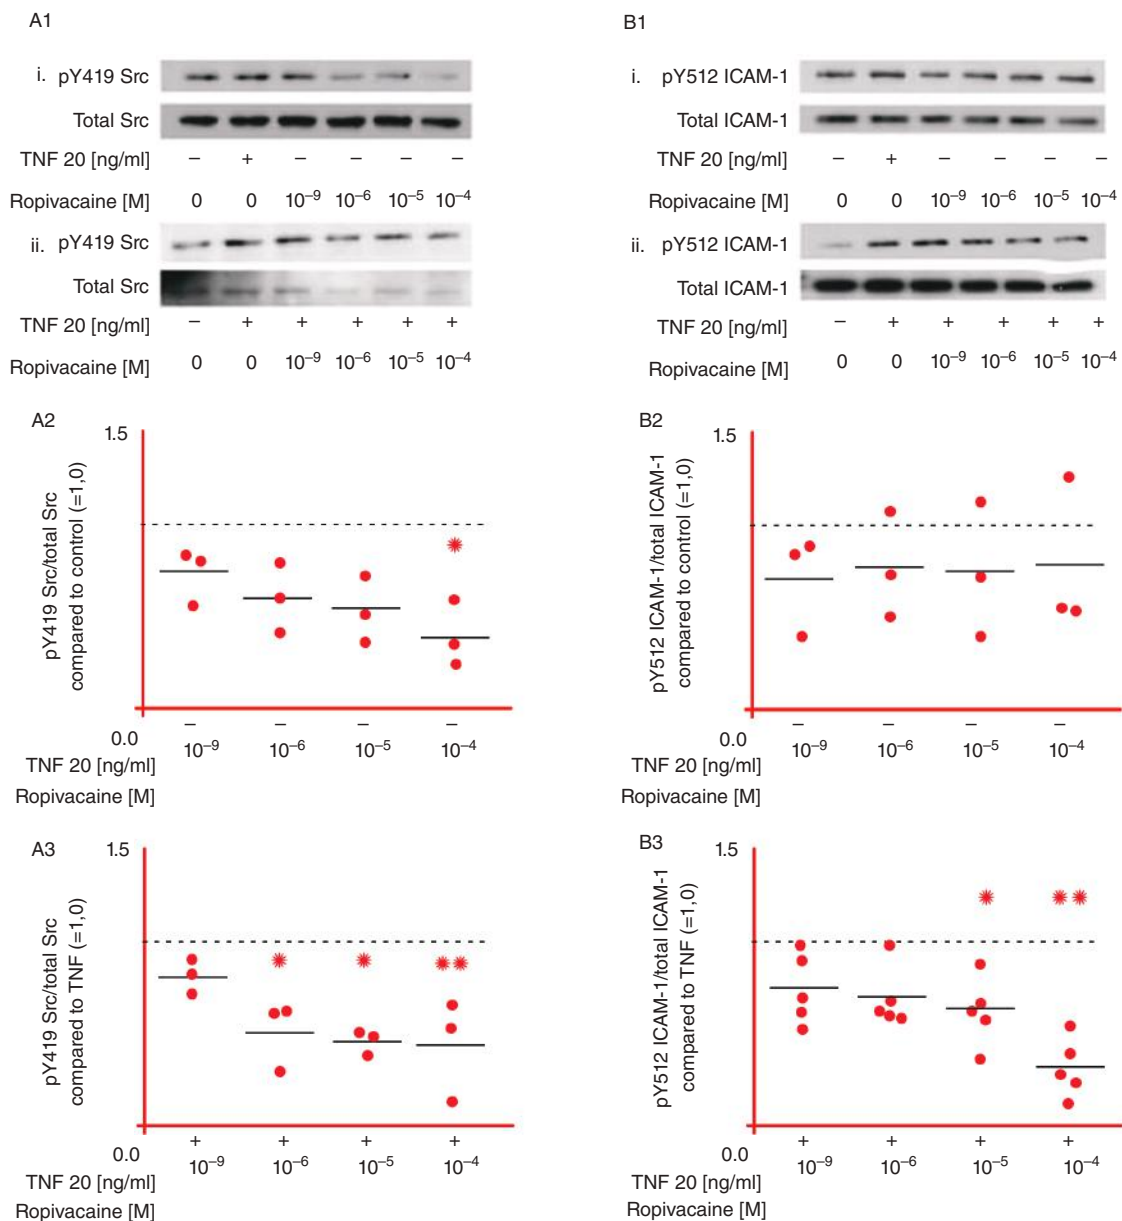 A1
i. pY419 Src
Total Src
TNF 20 [ng/ml] – + – – – –
Ropivacaine [M] 0 0 10⁻⁹ 10⁻⁶ 10⁻⁵ 10⁻⁴
ii. pY419 Src
Total Src
TNF 20 [ng/ml] – + + + + +
Ropivacaine [M] 0 0 10⁻⁹ 10⁻⁶ 10⁻⁵ 10⁻⁴
B1
i. pY512 ICAM-1
Total ICAM-1
TNF 20 [ng/ml] – + – – – –
Ropivacaine [M] 0 0 10⁻⁹ 10⁻⁶ 10⁻⁵ 10⁻⁴
ii. pY512 ICAM-1
Total ICAM-1
TNF 20 [ng/ml] – + + + + +
Ropivacaine [M] 0 0 10⁻⁹ 10⁻⁶ 10⁻⁵ 10⁻⁴
A2
1.5
pY419 Src/total Src
compared to control (=1,0)
*
– – – –
0.0
10⁻⁹ 10⁻⁶ 10⁻⁵ 10⁻⁴
TNF 20 [ng/ml]
Ropivacaine [M]
B2
1.5
pY512 ICAM-1/total ICAM-1
compared to control (=1,0)
– – – –
0.0
10⁻⁹ 10⁻⁶ 10⁻⁵ 10⁻⁴
TNF 20 [ng/ml]
Ropivacaine [M]
A3
1.5
pY419 Src/total Src
compared to TNF (=1,0)
* * **
+ + + +
0.0
10⁻⁹ 10⁻⁶ 10⁻⁵ 10⁻⁴
TNF 20 [ng/ml]
Ropivacaine [M]
B3
1.5
pY512 ICAM-1/total ICAM-1
compared to TNF (=1,0)
* **
+ + + +
0.0
10⁻⁹ 10⁻⁶ 10⁻⁵ 10⁻⁴
TNF 20 [ng/ml]
Ropivacaine [M]